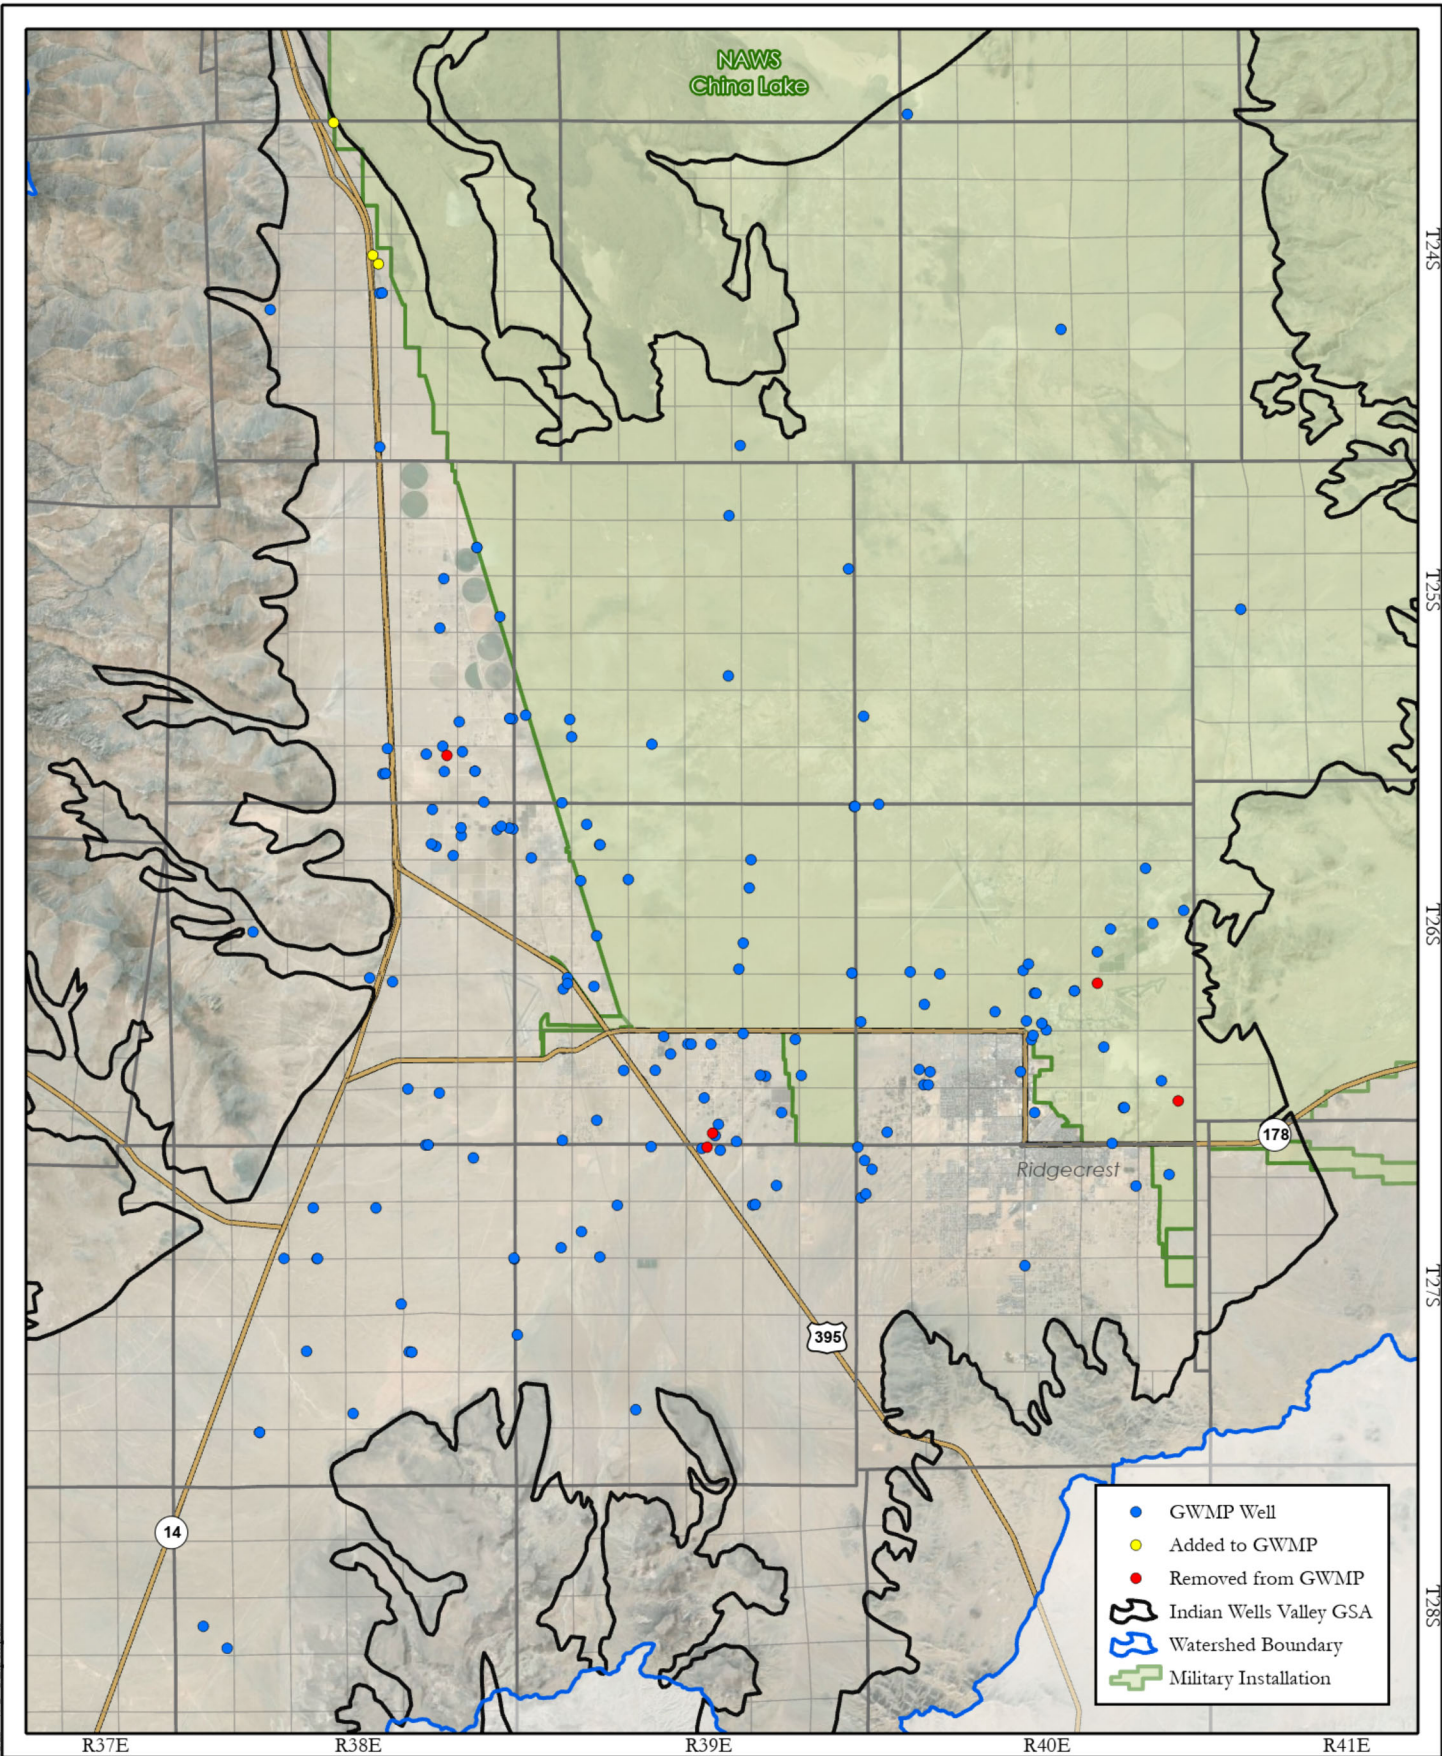 NAWS
China Lake
T24S
T25S
T26S
178
Ridgecrest
T27S
395
14
GWMP Well
Added to GWMP
Removed from GWMP
Indian Wells Valley GSA
Watershed Boundary
Military Installation
T28S
R37E
R38E
R39E
R40E
R41E